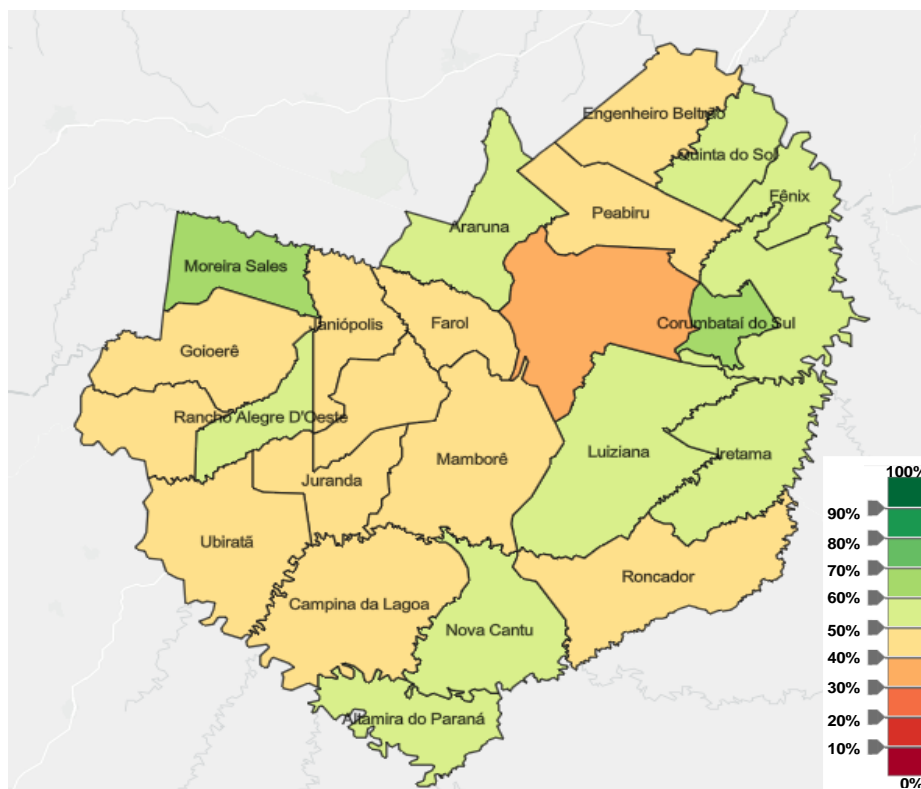 Engenheiro Beltrão
Quinta do Sol
Fênix
Peabiru
Araruna
Moreira Sales
Janiópolis
Farol
Corumbataí do Sul
Goioerê
Rancho Alegre D'Oeste
Luiziana
Iretama
Mamborê
Juranda
Ubiratã
Roncador
Campina da Lagoa
Nova Cantu
Altamira do Paraná
100%
90%
80%
70%
60%
50%
40%
30%
20%
10%
0%